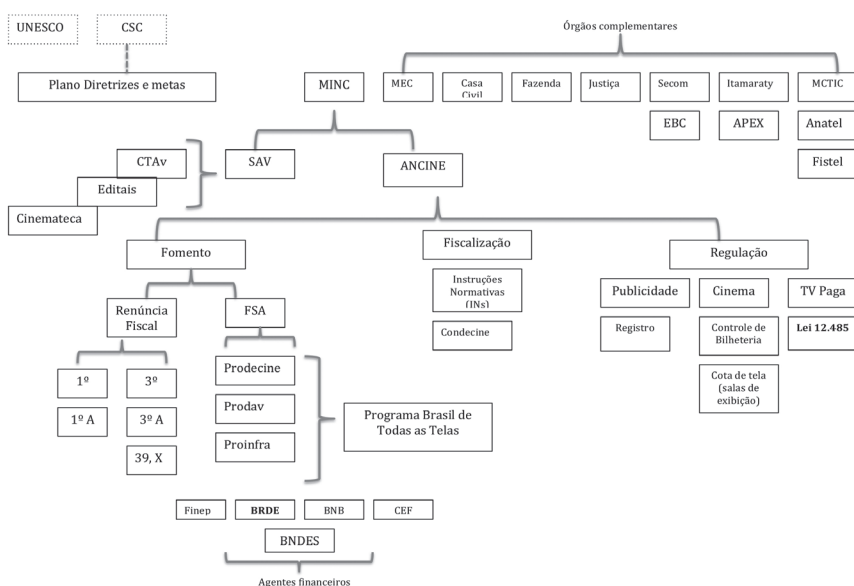 UNESCO
CSC
Órgãos complementares
Plano Diretrizes e metas
MINC
MEC
Casa
Civil
Fazenda
Justiça
Secom
Itamaraty
MCTIC
EBC
APEX
Anatel
Fistel
CTAv
Editais
Cinemateca
SAV
ANCINE
Fomento
Fiscalização
Regulação
Instruções
Normativas
(INs)
Condecine
Publicidade
Cinema
TV Paga
Registro
Controle de
Bilheteria
Lei 12.485
Cota de tela
(salas de
exibição)
Renúncia
Fiscal
FSA
1º
3º
1º A
3º A
39, X
Prodecine
Prodav
Proinfra
Programa Brasil de
Todas as Telas
Finep
BRDE
BNB
CEF
BNDES
Agentes financeiros